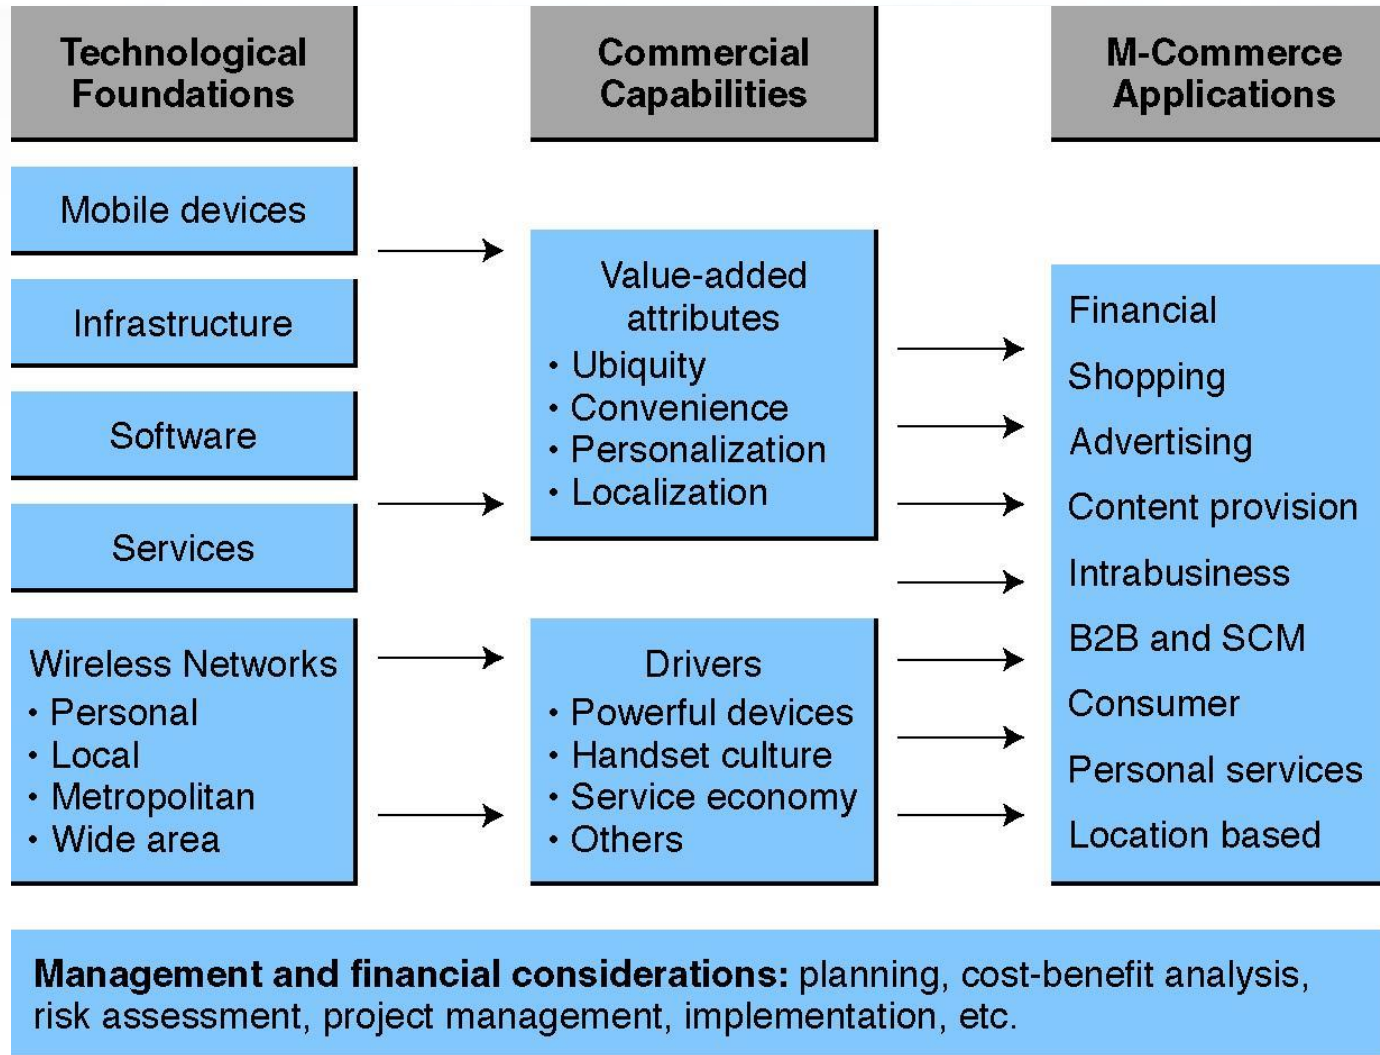 Technological
Foundations
Commercial
Capabilities
M-Commerce
Applications
Mobile devices
Infrastructure
Software
Services
Wireless Networks
• Personal
• Local
• Metropolitan
• Wide area
Value-added
attributes
• Ubiquity
• Convenience
• Personalization
• Localization
Drivers
• Powerful devices
• Handset culture
• Service economy
• Others
Financial
Shopping
Advertising
Content provision
Intrabusiness
B2B and SCM
Consumer
Personal services
Location based
Management and financial considerations: planning, cost-benefit analysis,
risk assessment, project management, implementation, etc.